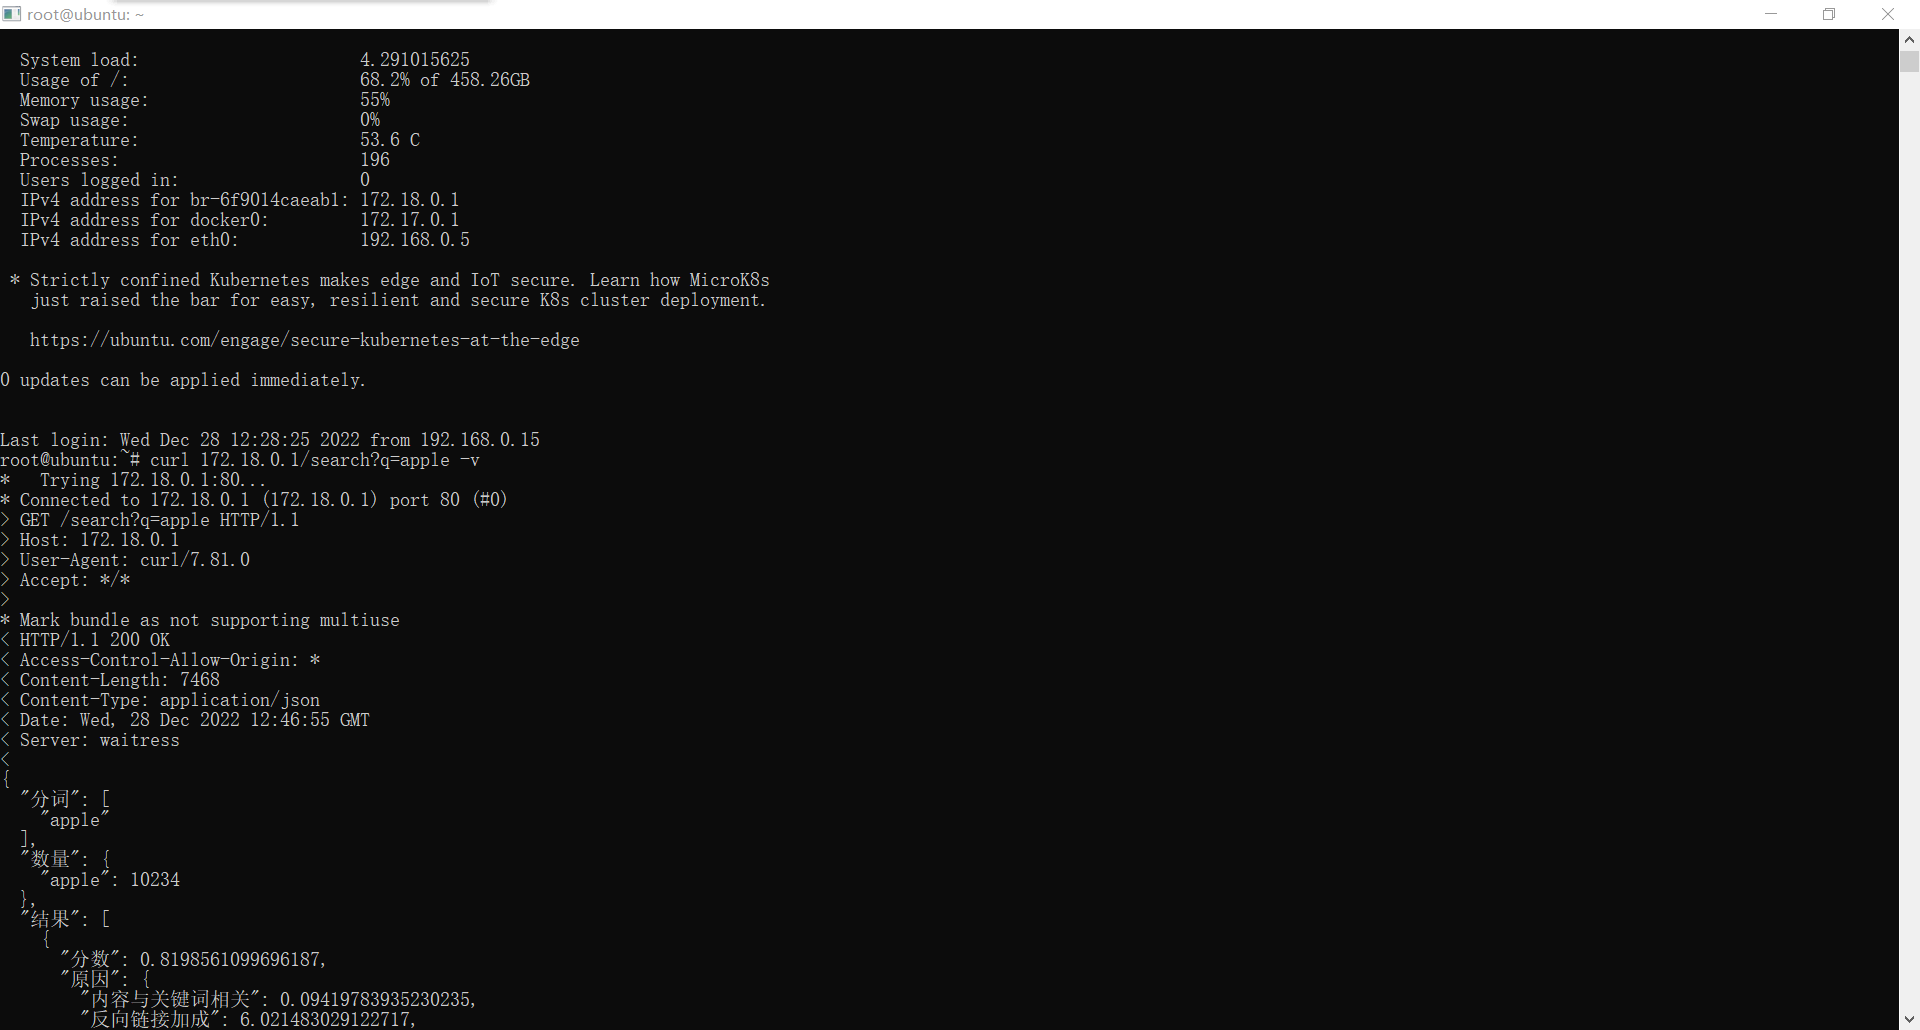 root@ubuntu: ~
System load: 4.291015625
Usage of /: 68.2% of 458.26GB
Memory usage: 55%
Swap usage: 0%
Temperature: 53.6 C
Processes: 196
Users logged in: 0
IPv4 address for br-6f9014caeab1: 172.18.0.1
IPv4 address for docker0: 172.17.0.1
IPv4 address for eth0: 192.168.0.5
* Strictly confined Kubernetes makes edge and IoT secure. Learn how MicroK8s
just raised the bar for easy, resilient and secure K8s cluster deployment.
https://ubuntu.com/engage/secure-kubernetes-at-the-edge
0 updates can be applied immediately.
Last login: Wed Dec 28 12:28:25 2022 from 192.168.0.15
root@ubuntu:~# curl 172.18.0.1/search?q=apple -v
*   Trying 172.18.0.1:80...
* Connected to 172.18.0.1 (172.18.0.1) port 80 (#0)
> GET /search?q=apple HTTP/1.1
> Host: 172.18.0.1
> User-Agent: curl/7.81.0
> Accept: */*
>
* Mark bundle as not supporting multiuse
< HTTP/1.1 200 OK
< Access-Control-Allow-Origin: *
< Content-Length: 7468
< Content-Type: application/json
< Date: Wed, 28 Dec 2022 12:46:55 GMT
< Server: waitress
<
{
"分词": [
"apple"
],
"数量": {
"apple": 10234
},
"结果": [
{
"分数": 0.8198561099696187,
"原因": {
"内容与关键词相关": 0.09419783935230235,
"反向链接加成": 6.021483029122717,